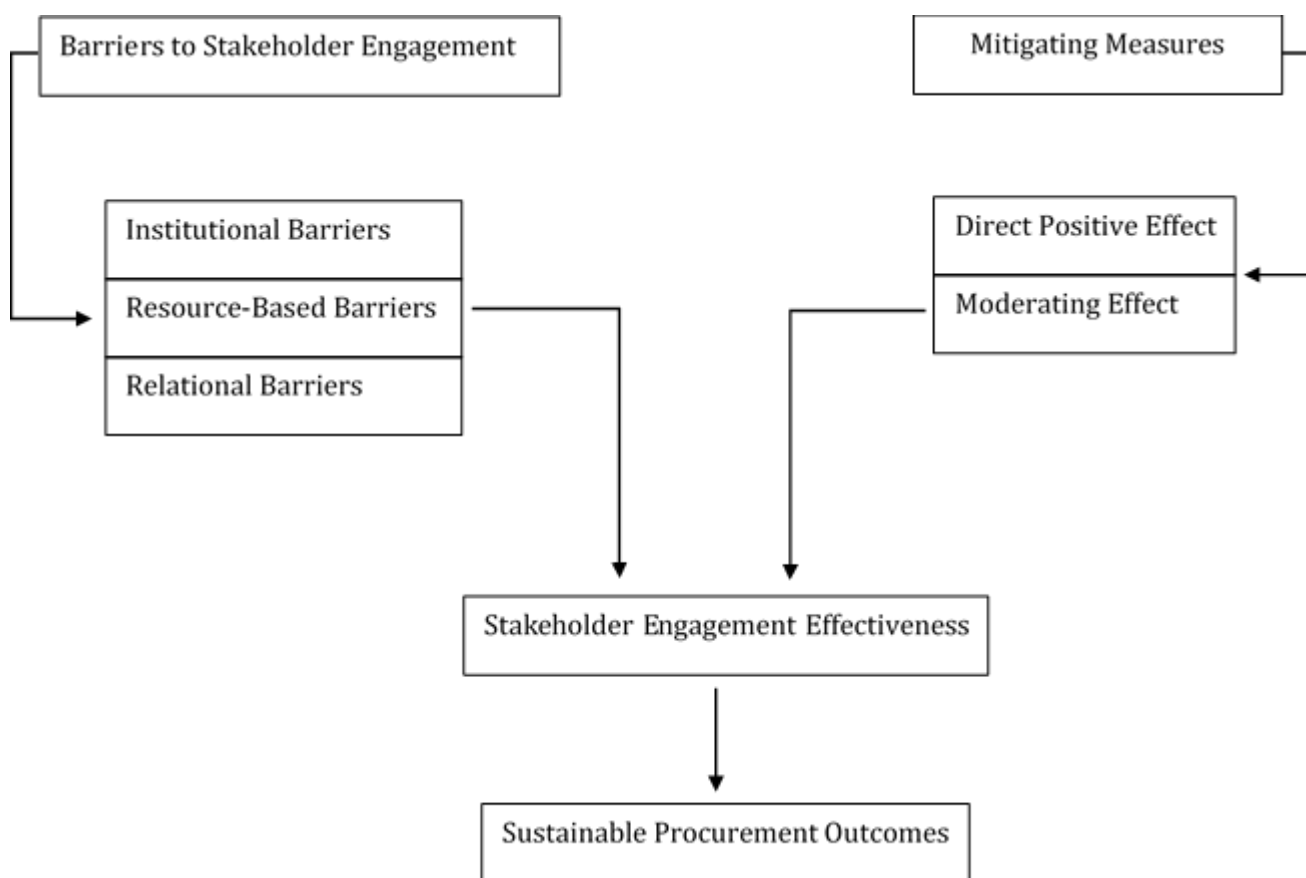 Barriers to Stakeholder Engagement
Mitigating Measures
Institutional Barriers
Resource-Based Barriers
Relational Barriers
Direct Positive Effect
Moderating Effect
Stakeholder Engagement Effectiveness
Sustainable Procurement Outcomes